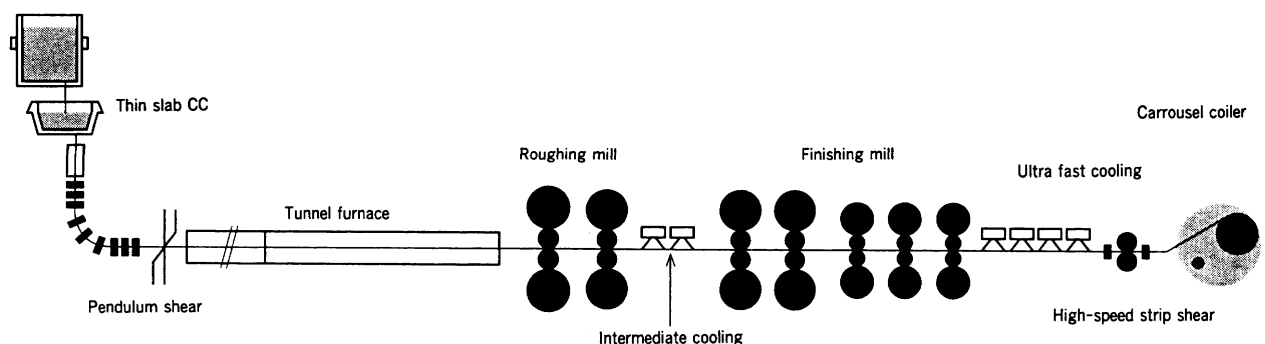 Thin slab CC
Carrousel coiler
Roughing mill
Finishing mill
Ultra fast cooling
Tunnel furnace
Pendulum shear
High-speed strip shear
Intermediate cooling